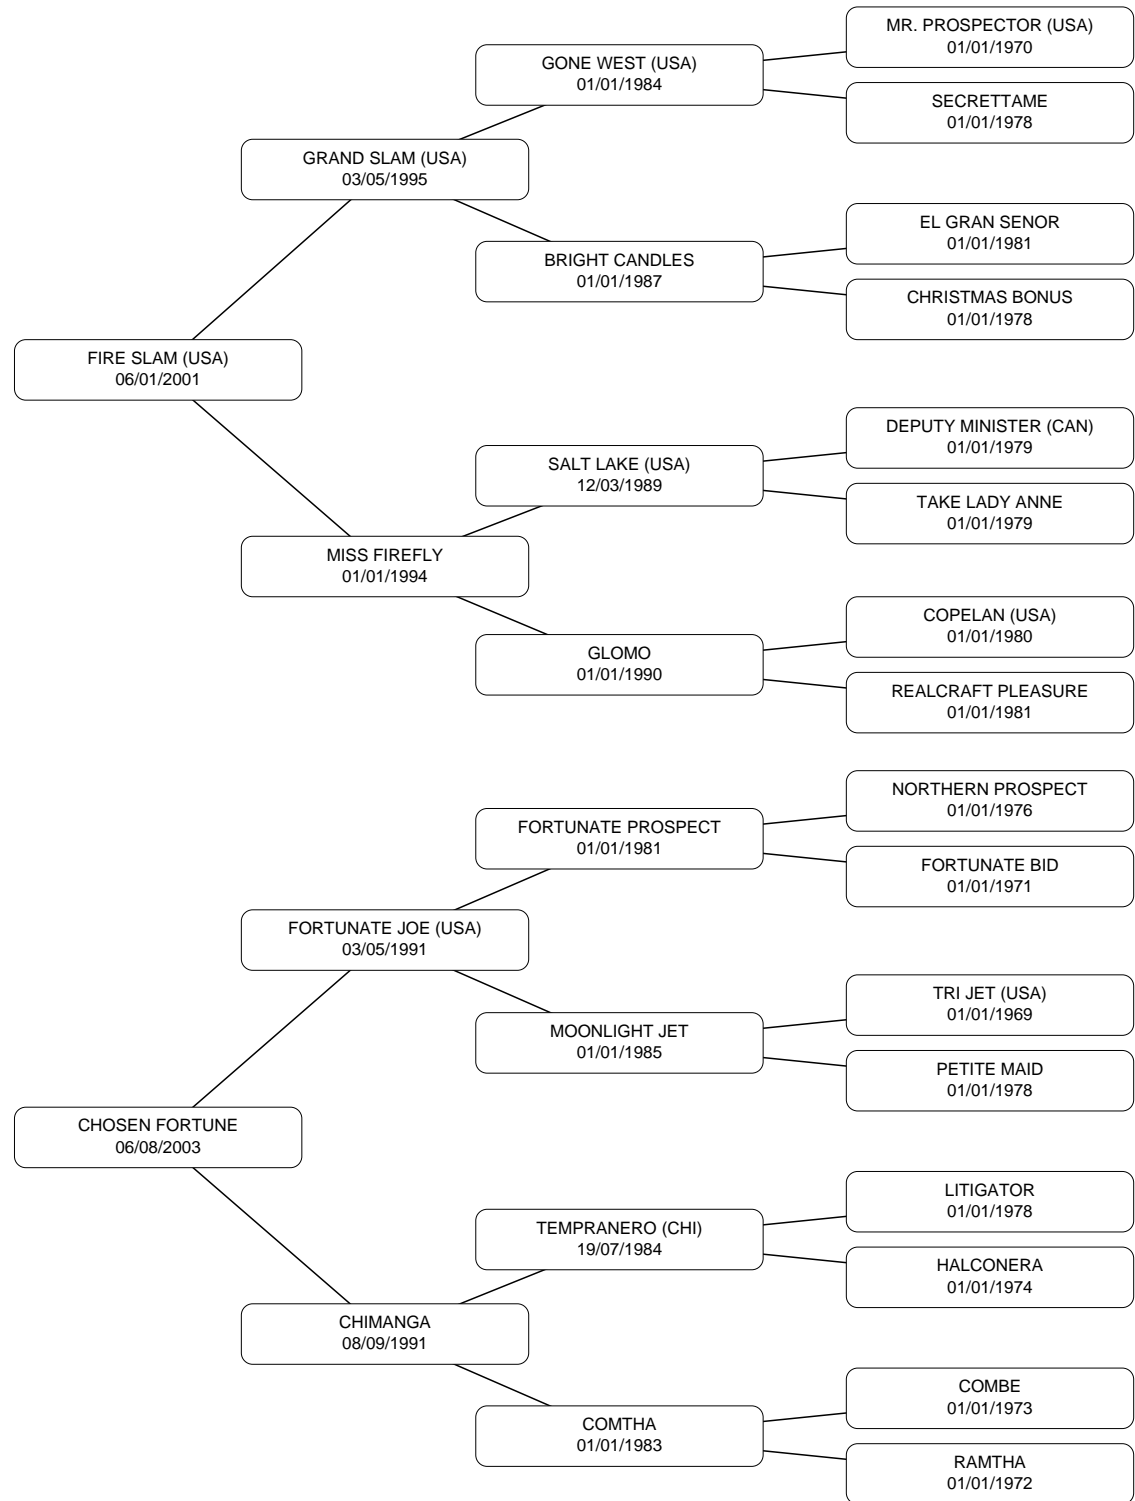 MR. PROSPECTOR (USA)
01/01/1970
GONE WEST (USA)
01/01/1984
SECRETTAME
01/01/1978
GRAND SLAM (USA)
03/05/1995
EL GRAN SENOR
01/01/1981
BRIGHT CANDLES
01/01/1987
CHRISTMAS BONUS
01/01/1978
FIRE SLAM (USA)
06/01/2001
DEPUTY MINISTER (CAN)
01/01/1979
SALT LAKE (USA)
12/03/1989
TAKE LADY ANNE
01/01/1979
MISS FIREFLY
01/01/1994
COPELAN (USA)
01/01/1980
GLOMO
01/01/1990
REALCRAFT PLEASURE
01/01/1981
NORTHERN PROSPECT
01/01/1976
FORTUNATE PROSPECT
01/01/1981
FORTUNATE BID
01/01/1971
FORTUNATE JOE (USA)
03/05/1991
TRI JET (USA)
01/01/1969
MOONLIGHT JET
01/01/1985
PETITE MAID
01/01/1978
CHOSEN FORTUNE
06/08/2003
LITIGATOR
01/01/1978
TEMPRANERO (CHI)
19/07/1984
HALCONERA
01/01/1974
CHIMANGA
08/09/1991
COMBE
01/01/1973
COMTHA
01/01/1983
RAMTHA
01/01/1972